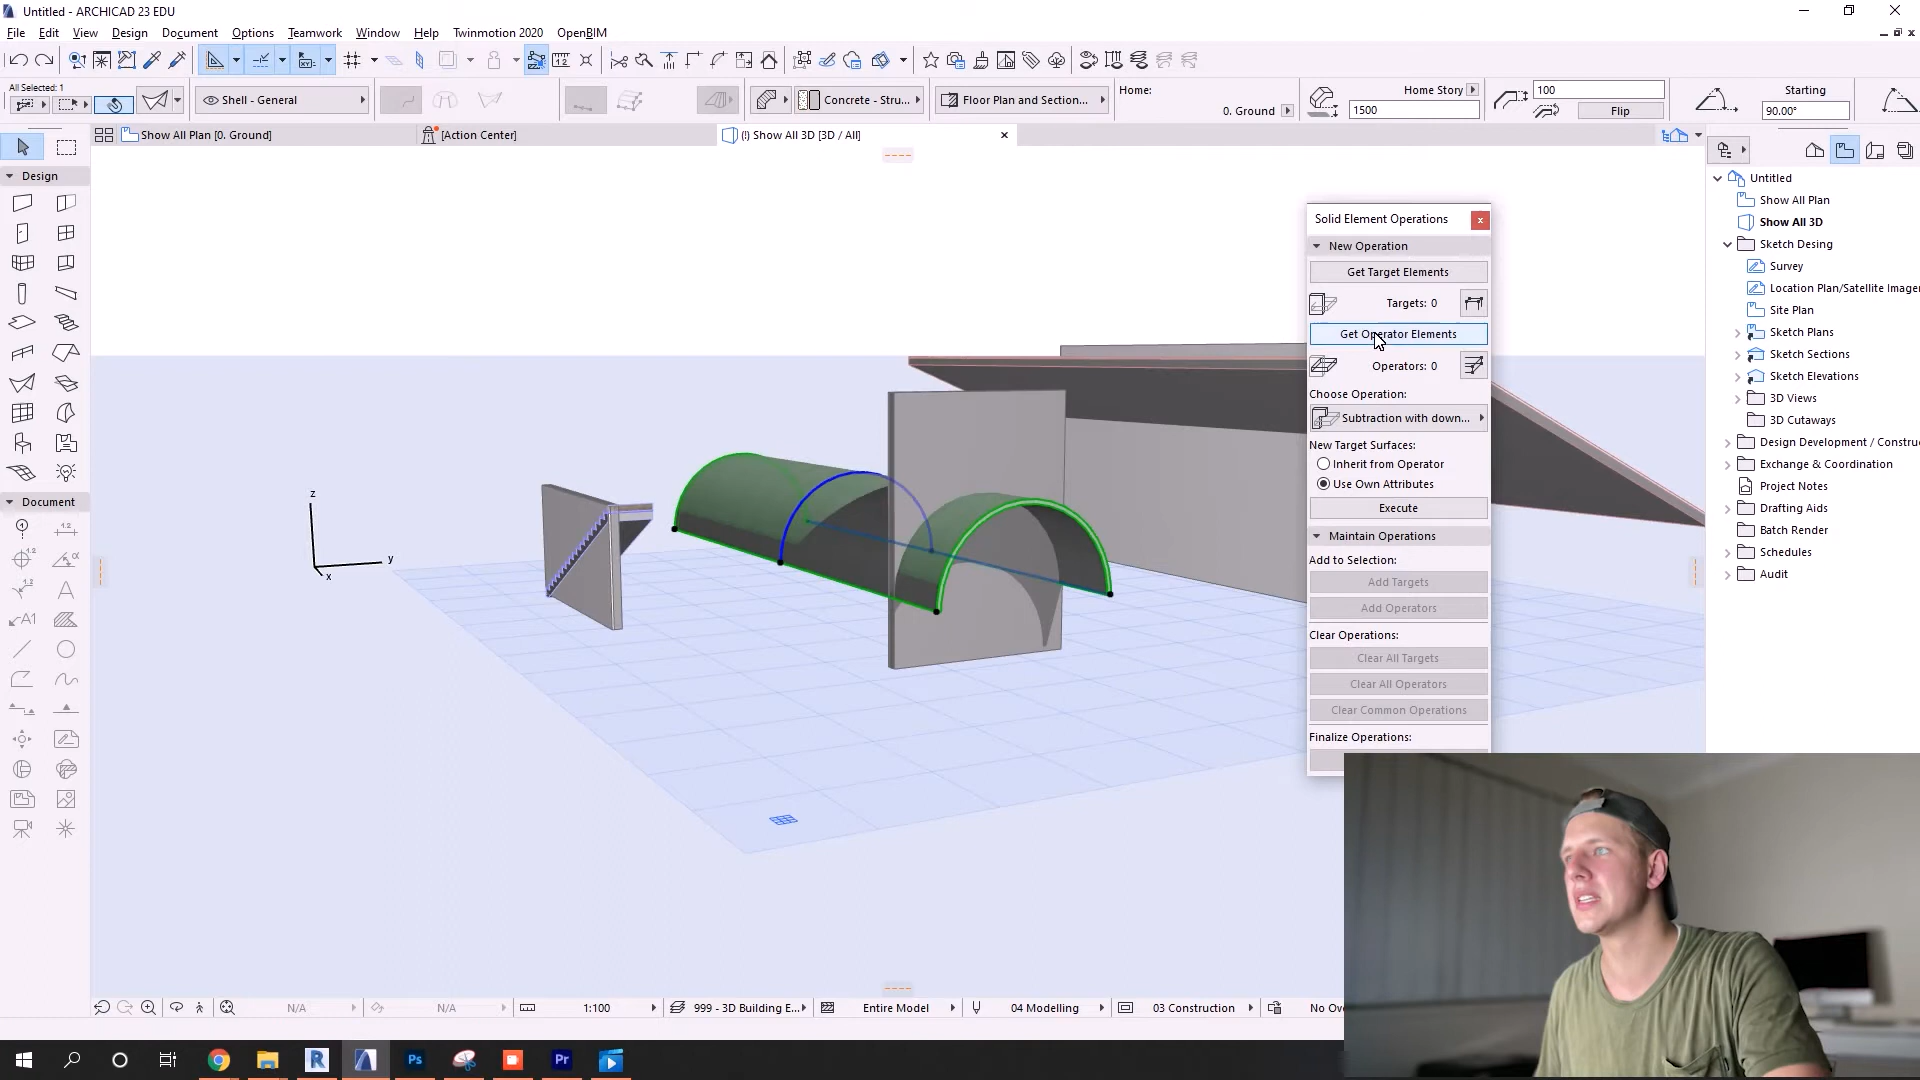 Untitled - ARCHICAD 23 EDU
File Edit View Design Document Options Teamwork Window Help Twinmotion 2020 OpenBIM
All Selected: 1
Shell - General
Concrete - Stru...
Floor Plan and Section...
Home:
0. Ground
Home Story
1500
100
Flip
Starting
90.00°
Show All Plan [0. Ground]
[Action Center]
(!) Show All 3D [3D / All]
Design
Document
1.2
A
A1
z
y
x
Solid Element Operations
New Operation
Get Target Elements
Targets: 0
Get Operator Elements
Operators: 0
Choose Operation:
Subtraction with down...
New Target Surfaces:
Inherit from Operator
Use Own Attributes
Execute
Maintain Operations
Add to Selection:
Add Targets
Add Operators
Clear Operations:
Clear All Targets
Clear All Operators
Clear Common Operations
Finalize Operations:
Untitled
Show All Plan
Show All 3D
Sketch Desing
Survey
Location Plan/Satellite Image
Site Plan
Sketch Plans
Sketch Sections
Sketch Elevations
3D Views
3D Cutaways
Design Development / Constru
Exchange & Coordination
Project Notes
Drafting Aids
Batch Render
Schedules
Audit
N/A
N/A
1:100
999 - 3D Building E...
Entire Model
04 Modelling
03 Construction
No Ov
R
Ps
Pr